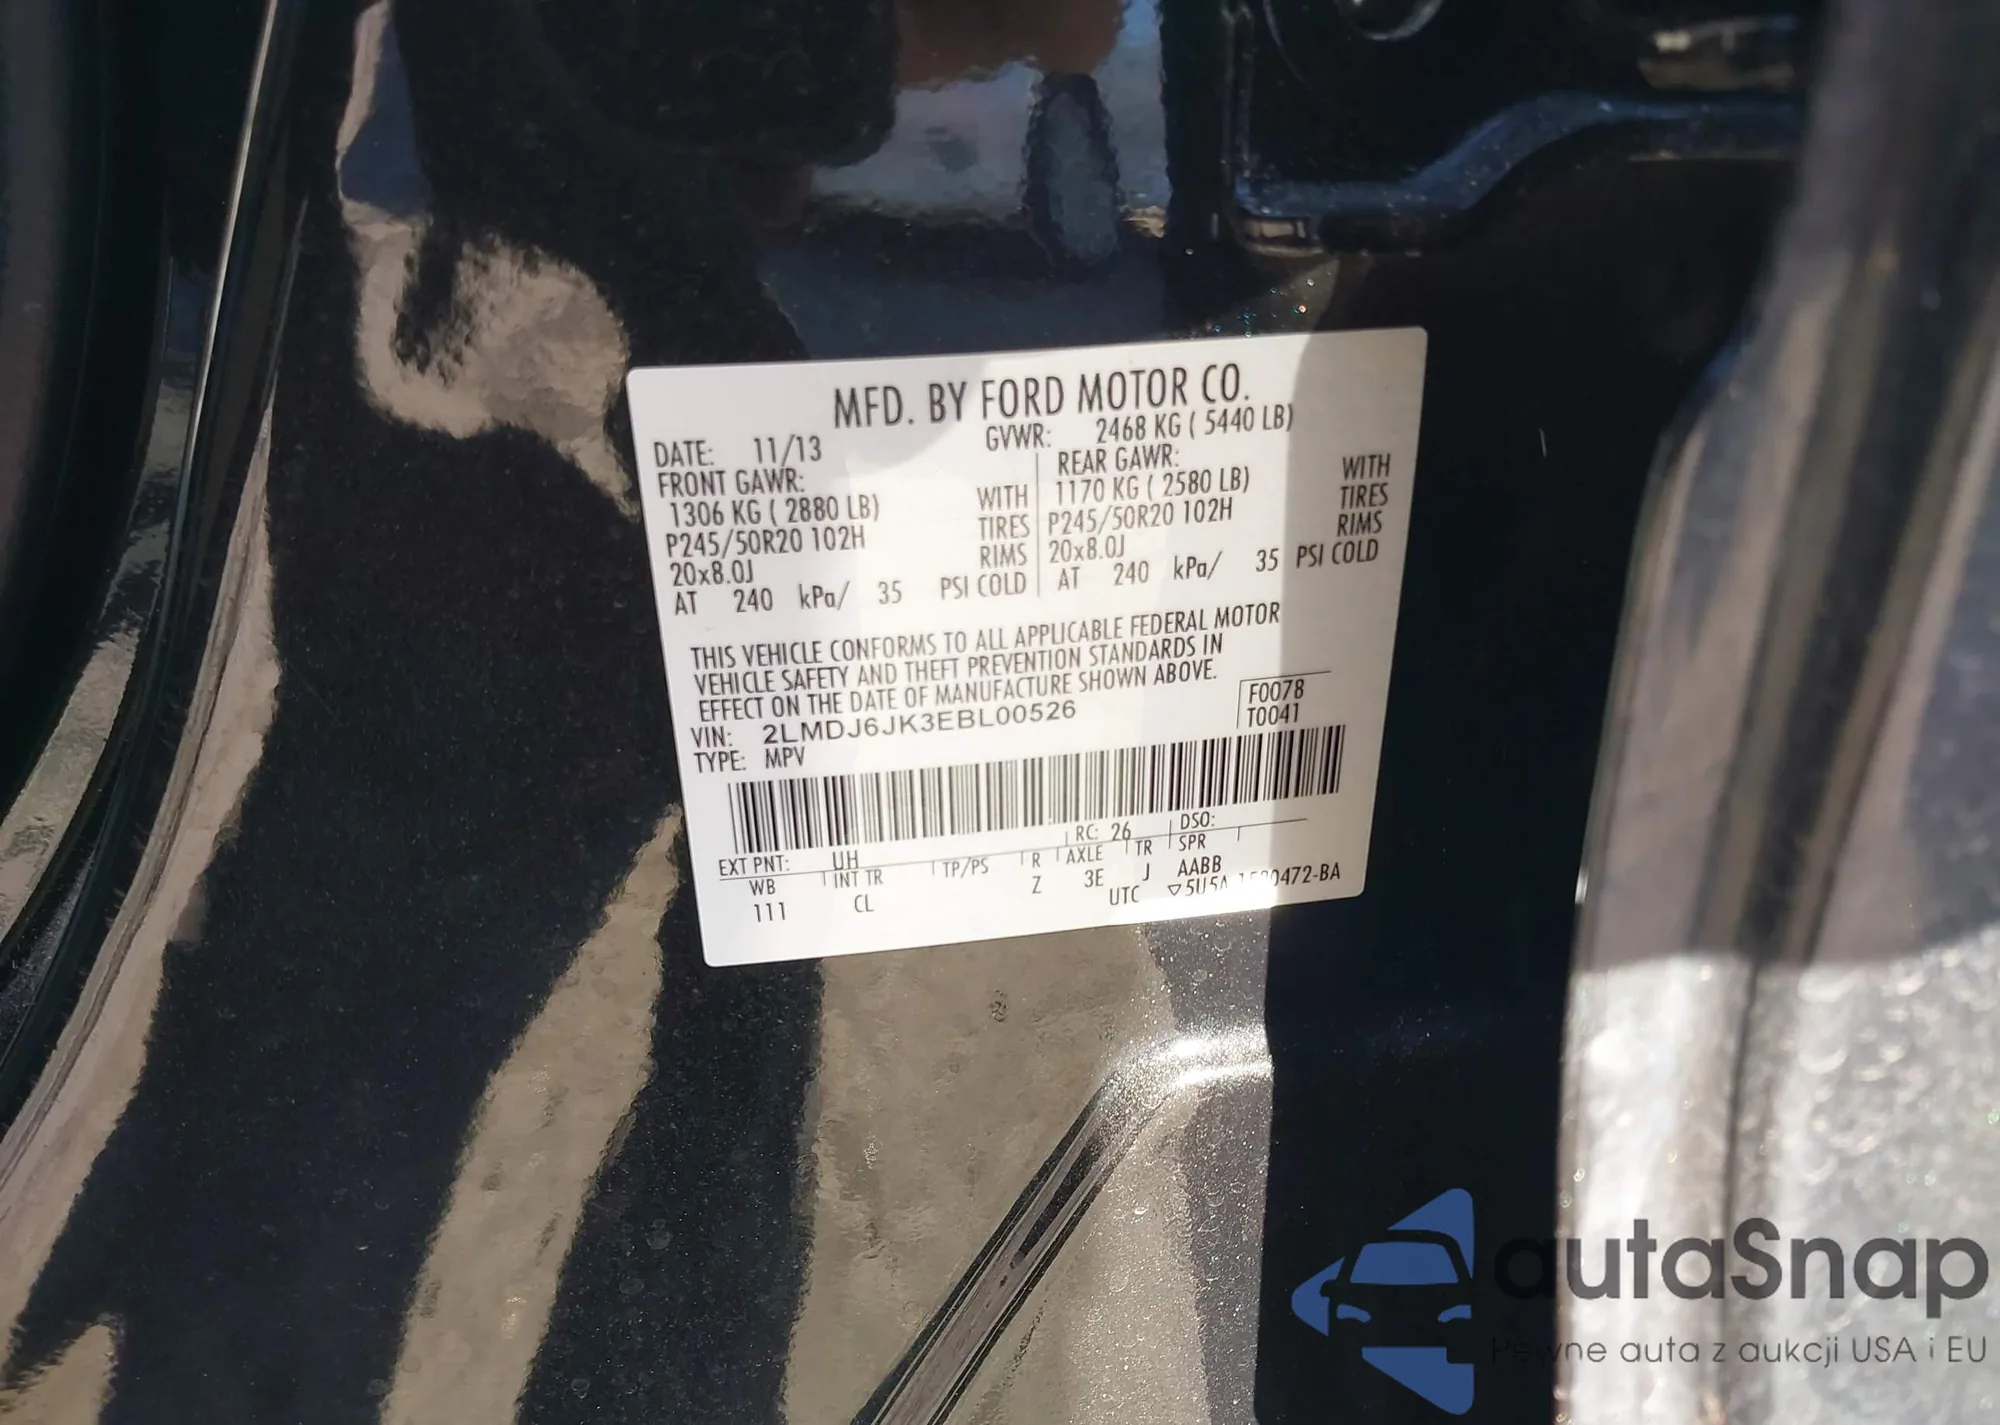 MFD. BY FORD MOTOR CO.
DATE: 11/13 GVWR: 2468 KG ( 5440 LB)
FRONT GAWR: REAR GAWR:
1306 KG ( 2880 LB) WITH 1170 KG ( 2580 LB) WITH
P245/50R20 102H TIRES P245/50R20 102H TIRES
20x8.0J RIMS 20x8.0J RIMS
AT 240 kPa/ 35 PSI COLD AT 240 kPa/ 35 PSI COLD
THIS VEHICLE CONFORMS TO ALL APPLICABLE FEDERAL MOTOR
VEHICLE SAFETY AND THEFT PREVENTION STANDARDS IN
EFFECT ON THE DATE OF MANUFACTURE SHOWN ABOVE.
VIN: 2LMDJ6JK3EBL00526
F0078
T0041
TYPE: MPV
EXT PNT: UH RC: 26 DSO:
WB INT TR TP/PS R AXLE TR SPR
111 CL Z 3E J AABB
UTC ▽5U5A 0472-BA
autaSnap
Pewne auta z aukcji USA i EU